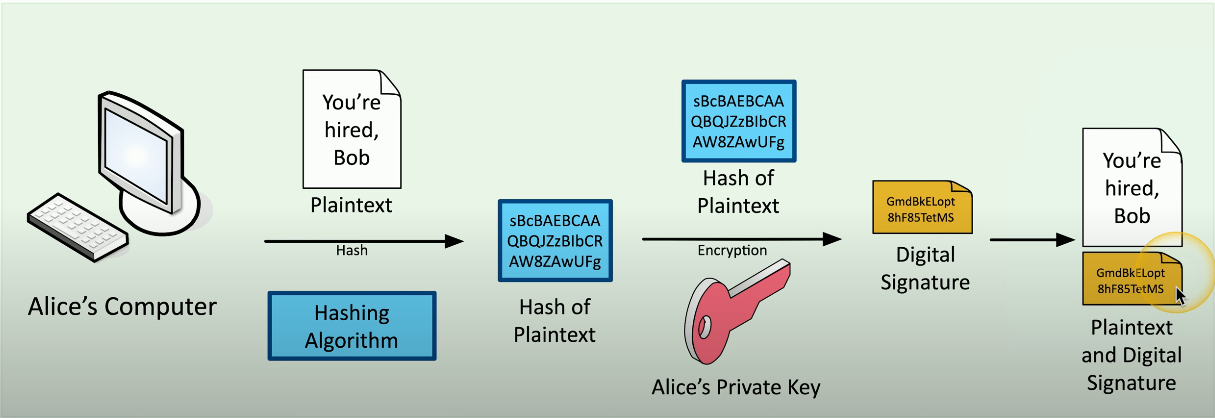 You're
hired,
Bob
Plaintext
Hash
Hashing
Algorithm
Alice's Computer
sBcBAEBCAA
QBQJZzBIbCR
AW8ZAwUFg
Hash of
Plaintext
sBcBAEBCAA
QBQJZzBIbCR
AW8ZAwUFg
Hash of
Plaintext
Encryption
Alice's Private Key
GmdBkELopt
8hF85TetMS
Digital
Signature
You're
hired,
Bob
GmdBkELopt
8hF85TetMS
Plaintext
and Digital
Signature